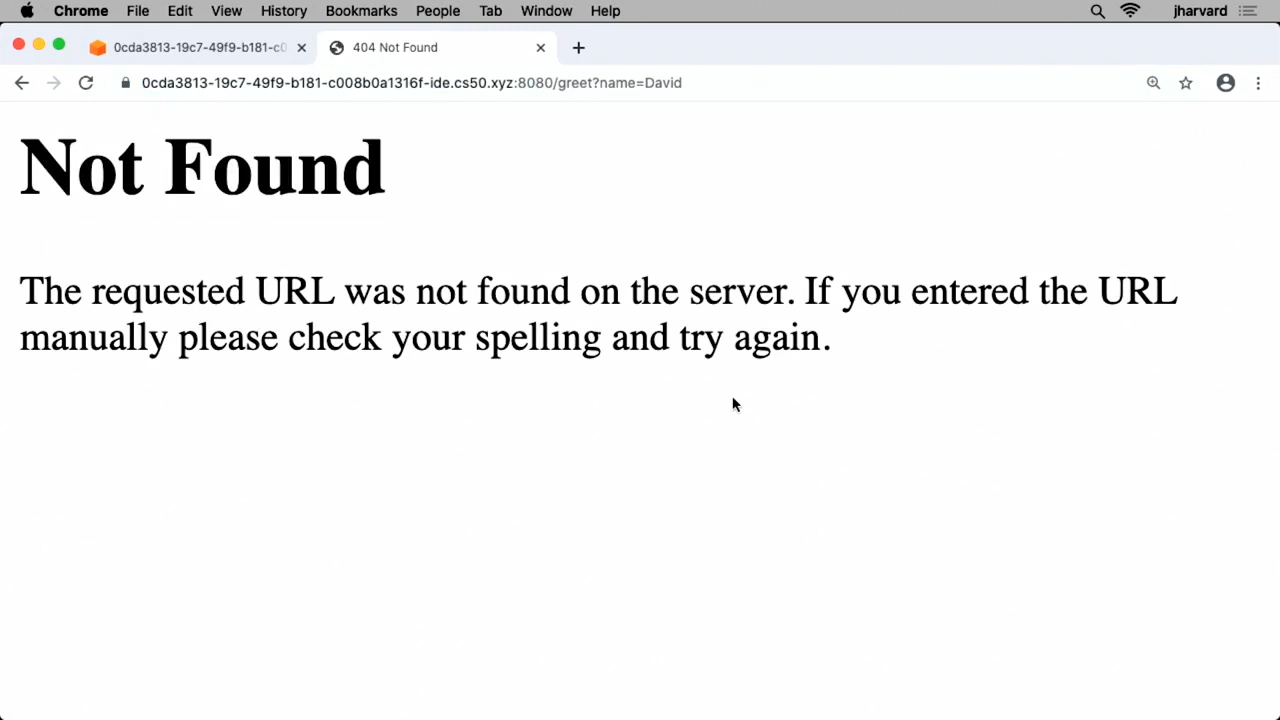 Chrome File Edit View History Bookmarks People Tab Window Help jharvard
0cda3813-19c7-49f9-b181-c0 404 Not Found
0cda3813-19c7-49f9-b181-c008b0a1316f-ide.cs50.xyz:8080/greet?name=David
Not Found
The requested URL was not found on the server. If you entered the URL
manually please check your spelling and try again.